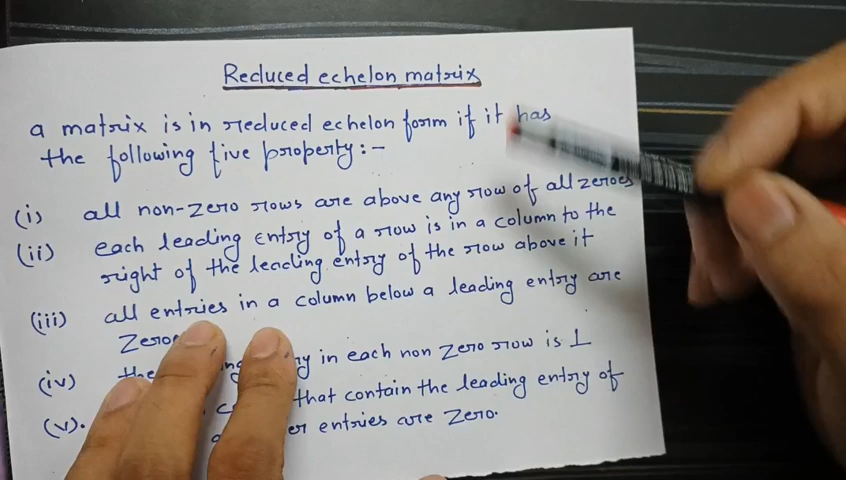 Reduced echelon matrix
a matrix is in reduced echelon form if it has
the following five property:-
(i) all non-zero rows are above any row of all zeroes
(ii) each leading entry of a row is in a column to the
right of the leading entry of the row above it
(iii) all entries in a column below a leading entry are
Zero
(iv) the in each non zero row is 1
(v). that contain the leading entry of
entries are Zero.